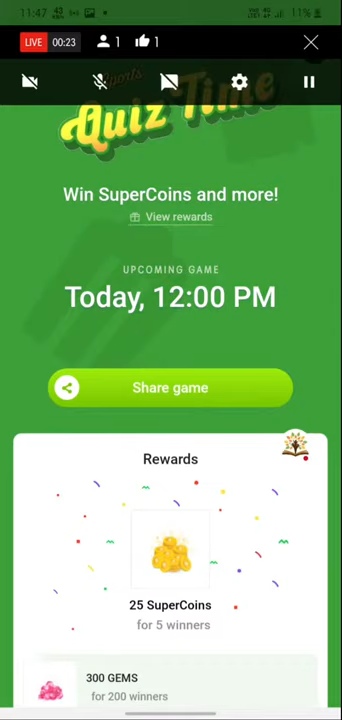 11:47
11%
LIVE 00:23 1 1
Sports
Quiz Time
Win SuperCoins and more!
View rewards
UPCOMING GAME
Today, 12:00 PM
Share game
Rewards
25 SuperCoins
for 5 winners
300 GEMS
for 200 winners